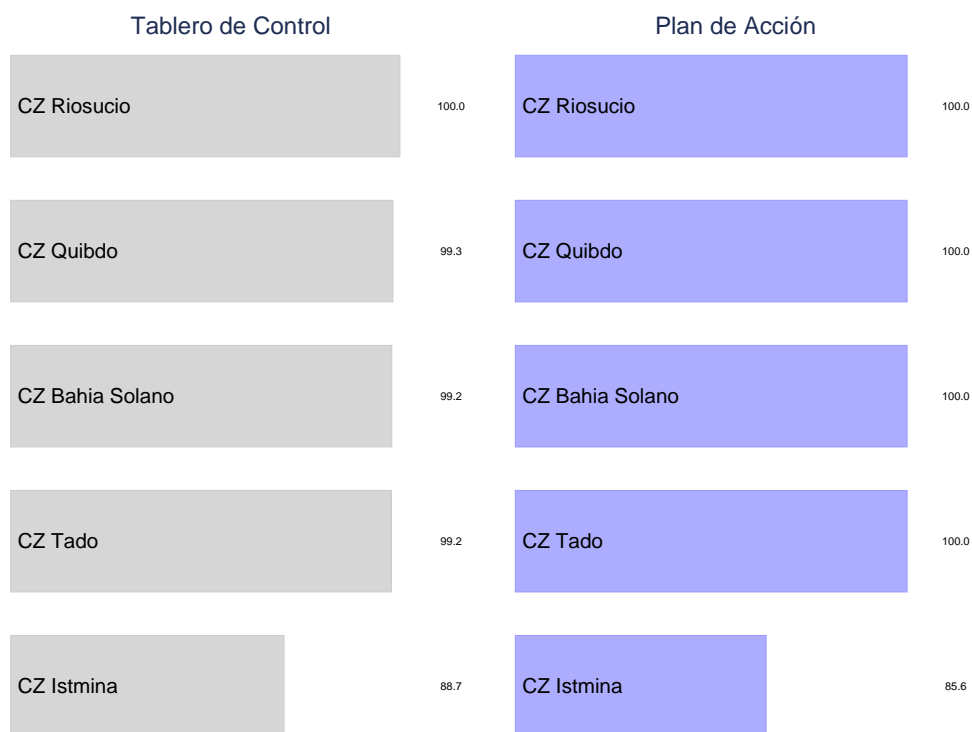 Tablero de Control
CZ Riosucio 100.0
CZ Quibdo 99.3
CZ Bahia Solano 99.2
CZ Tado 99.2
CZ Istmina 88.7
Plan de Acción
CZ Riosucio 100.0
CZ Quibdo 100.0
CZ Bahia Solano 100.0
CZ Tado 100.0
CZ Istmina 85.6